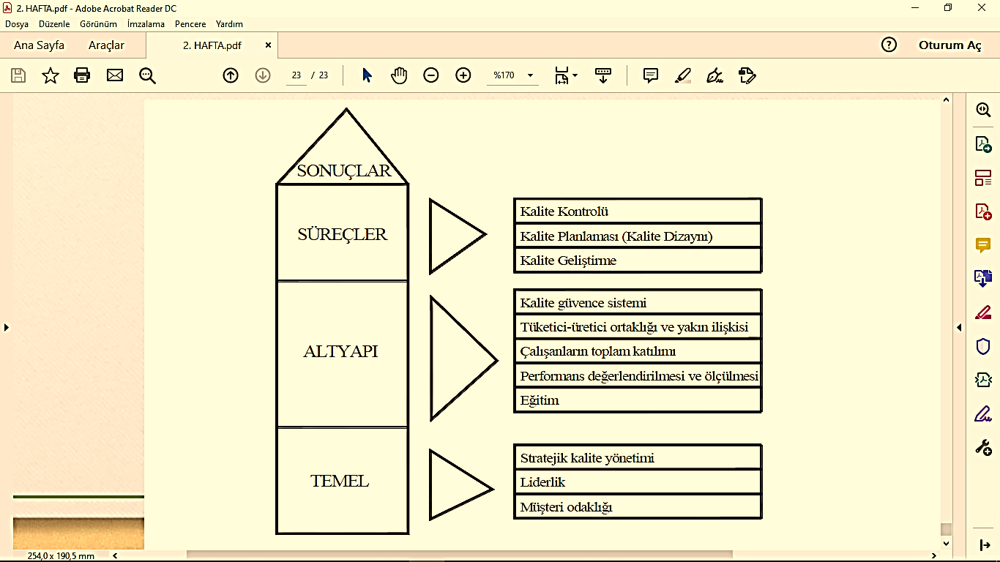 2. HAFTA.pdf - Adobe Acrobat Reader DC
Dosya Düzenle Görünüm İmzalama Pencere Yardım
Ana Sayfa Araçlar 2. HAFTA.pdf × ? Oturum Aç
23 / 23 %170
SONUÇLAR
SÜREÇLER
Kalite Kontrolü
Kalite Planlaması (Kalite Dizaynı)
Kalite Geliştirme
ALTYAPI
Kalite güvence sistemi
Tüketici-üretici ortaklığı ve yakın ilişkisi
Çalışanların toplam katılımı
Performans değerlendirilmesi ve ölçülmesi
Eğitim
TEMEL
Stratejik kalite yönetimi
Liderlik
Müşteri odaklığı
254,0 x 190,5 mm